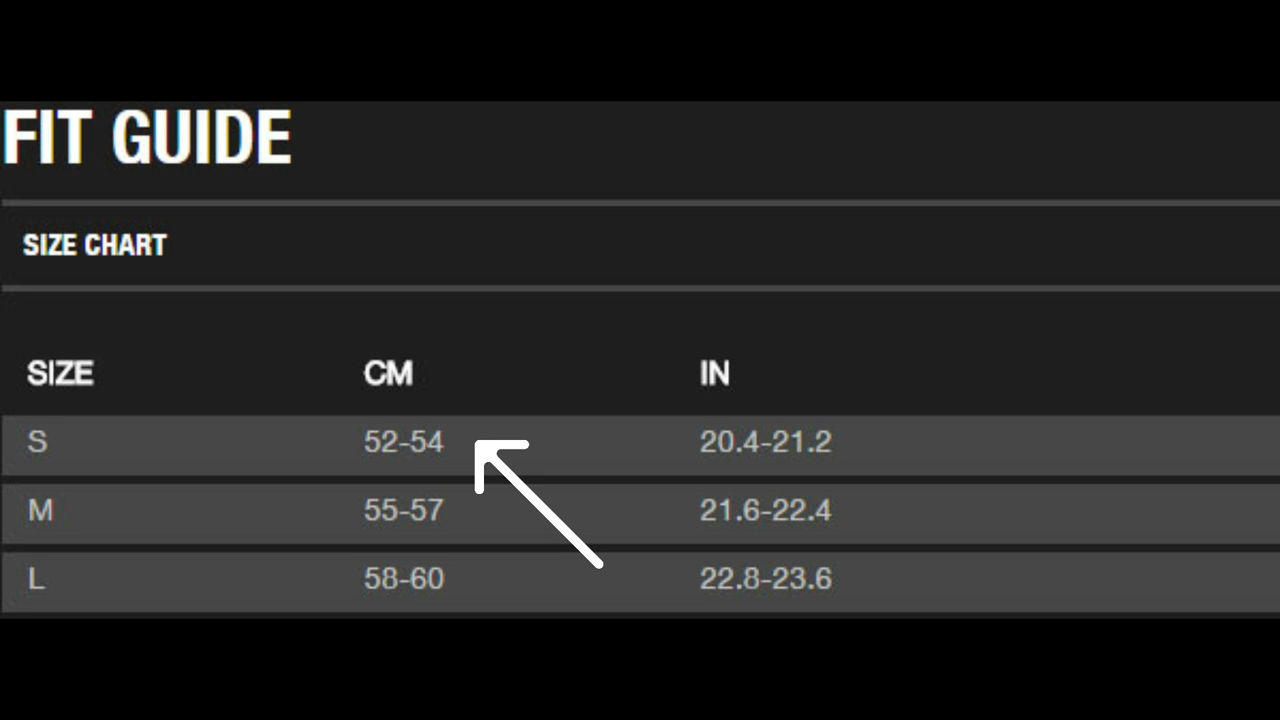 FIT GUIDE
SIZE CHART
SIZE CM IN
S 52-54 20.4-21.2
M 55-57 21.6-22.4
L 58-60 22.8-23.6